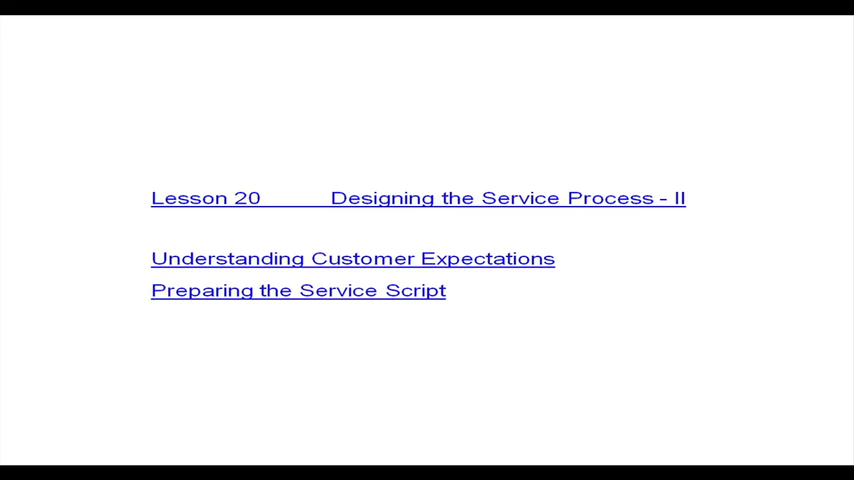 Lesson 20 Designing the Service Process - II
Understanding Customer Expectations
Preparing the Service Script